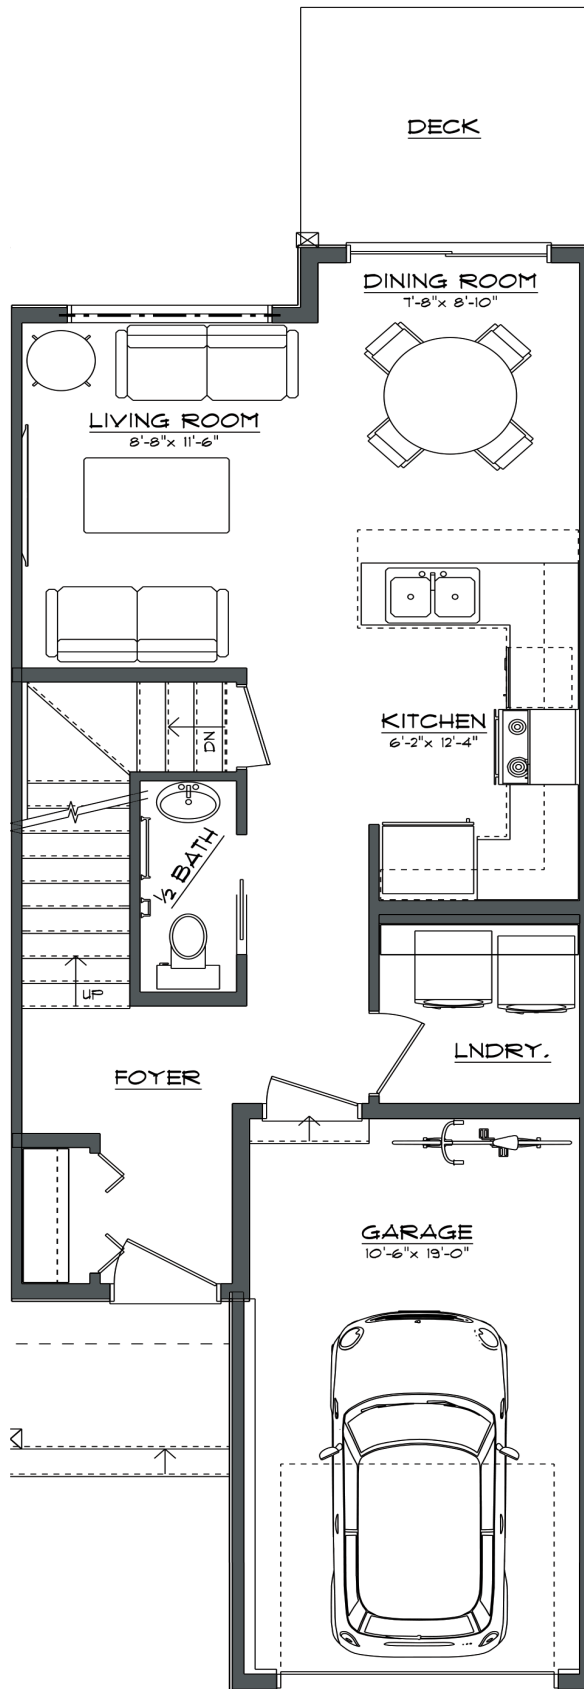 DECK
DINING ROOM
7'-8" x 8'-10"
LIVING ROOM
8'-8" x 11'-6"
KITCHEN
6'-2" x 12'-4"
DN
½ BATH
UP
LNDRY.
FOYER
GARAGE
10'-6" x 19'-0"